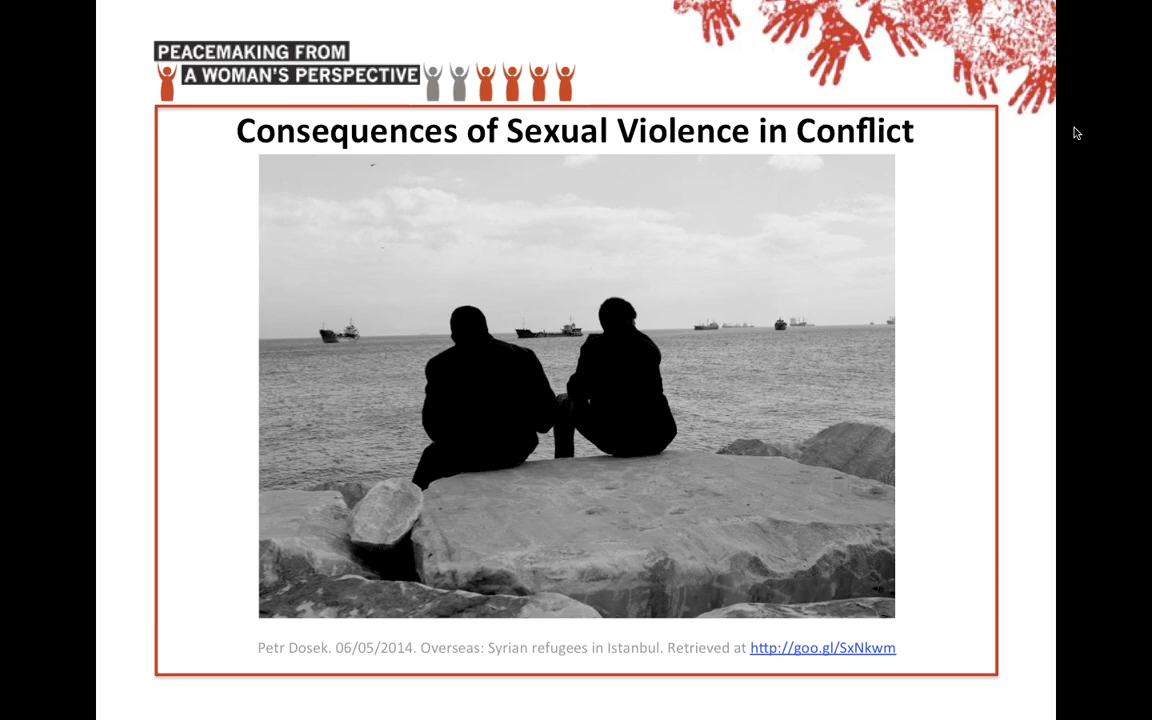 PEACEMAKING FROM
A WOMAN'S PERSPECTIVE
Consequences of Sexual Violence in Conflict
Petr Dosek. 06/05/2014. Overseas: Syrian refugees in Istanbul. Retrieved at http://goo.gl/SxNkwm